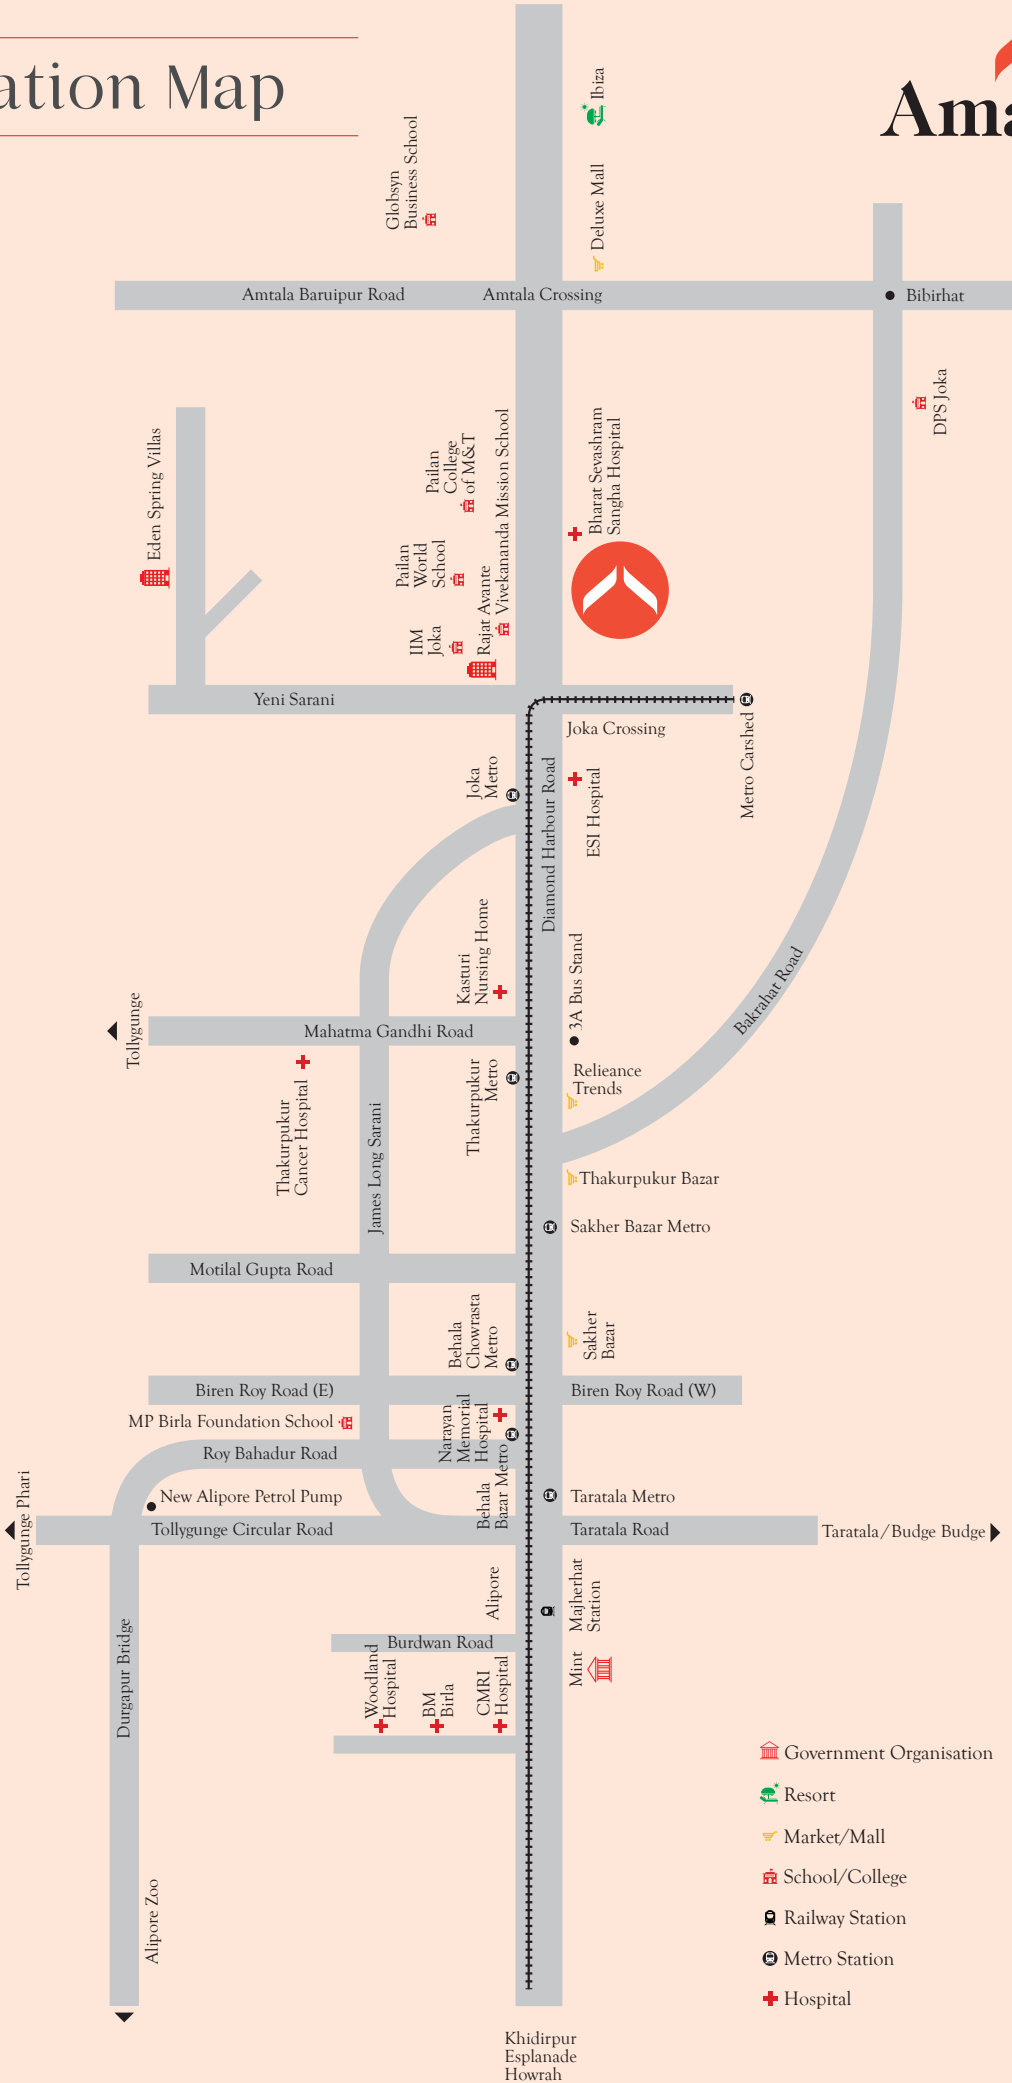 ation Map
Ama
Ibiza
Globsyn
Business School
Deluxe Mall
Amtala Baruipur Road
Amtala Crossing
Bibirhat
DPS Joka
Eden Spring Villas
Pailan
College
of M&T
Vivekananda Mission School
Bharat Sevashram
Sangha Hospital
Pailan
World
School
IIM
Joka
Rajat Avante
Yeni Sarani
Joka Crossing
Metro Carshed
Joka
Metro
Diamond Harbour Road
ESI Hospital
Kasturi
Nursing Home
3A Bus Stand
Bakrahat Road
Tollygunge
Mahatma Gandhi Road
Thakurpukur
Metro
Relieance
Trends
Thakurpukur
Cancer Hospital
James Long Sarani
Thakurpukur Bazar
Sakher Bazar Metro
Motilal Gupta Road
Behala
Chowrasta
Metro
Sakher
Bazar
Biren Roy Road (E)
Biren Roy Road (W)
MP Birla Foundation School
Narayan
Memorial
Hospital
Roy Bahadur Road
Behala
Bazar Metro
New Alipore Petrol Pump
Taratala Metro
Tollygunge Phari
Tollygunge Circular Road
Taratala Road
Taratala/Budge Budge
Alipore
Majherhat
Station
Durgapur Bridge
Burdwan Road
Woodland
Hospital
BM
Birla
CMRI
Hospital
Mint
Government Organisation
Resort
Market/Mall
School/College
Railway Station
Metro Station
Hospital
Alipore Zoo
Khidirpur
Esplanade
Howrah